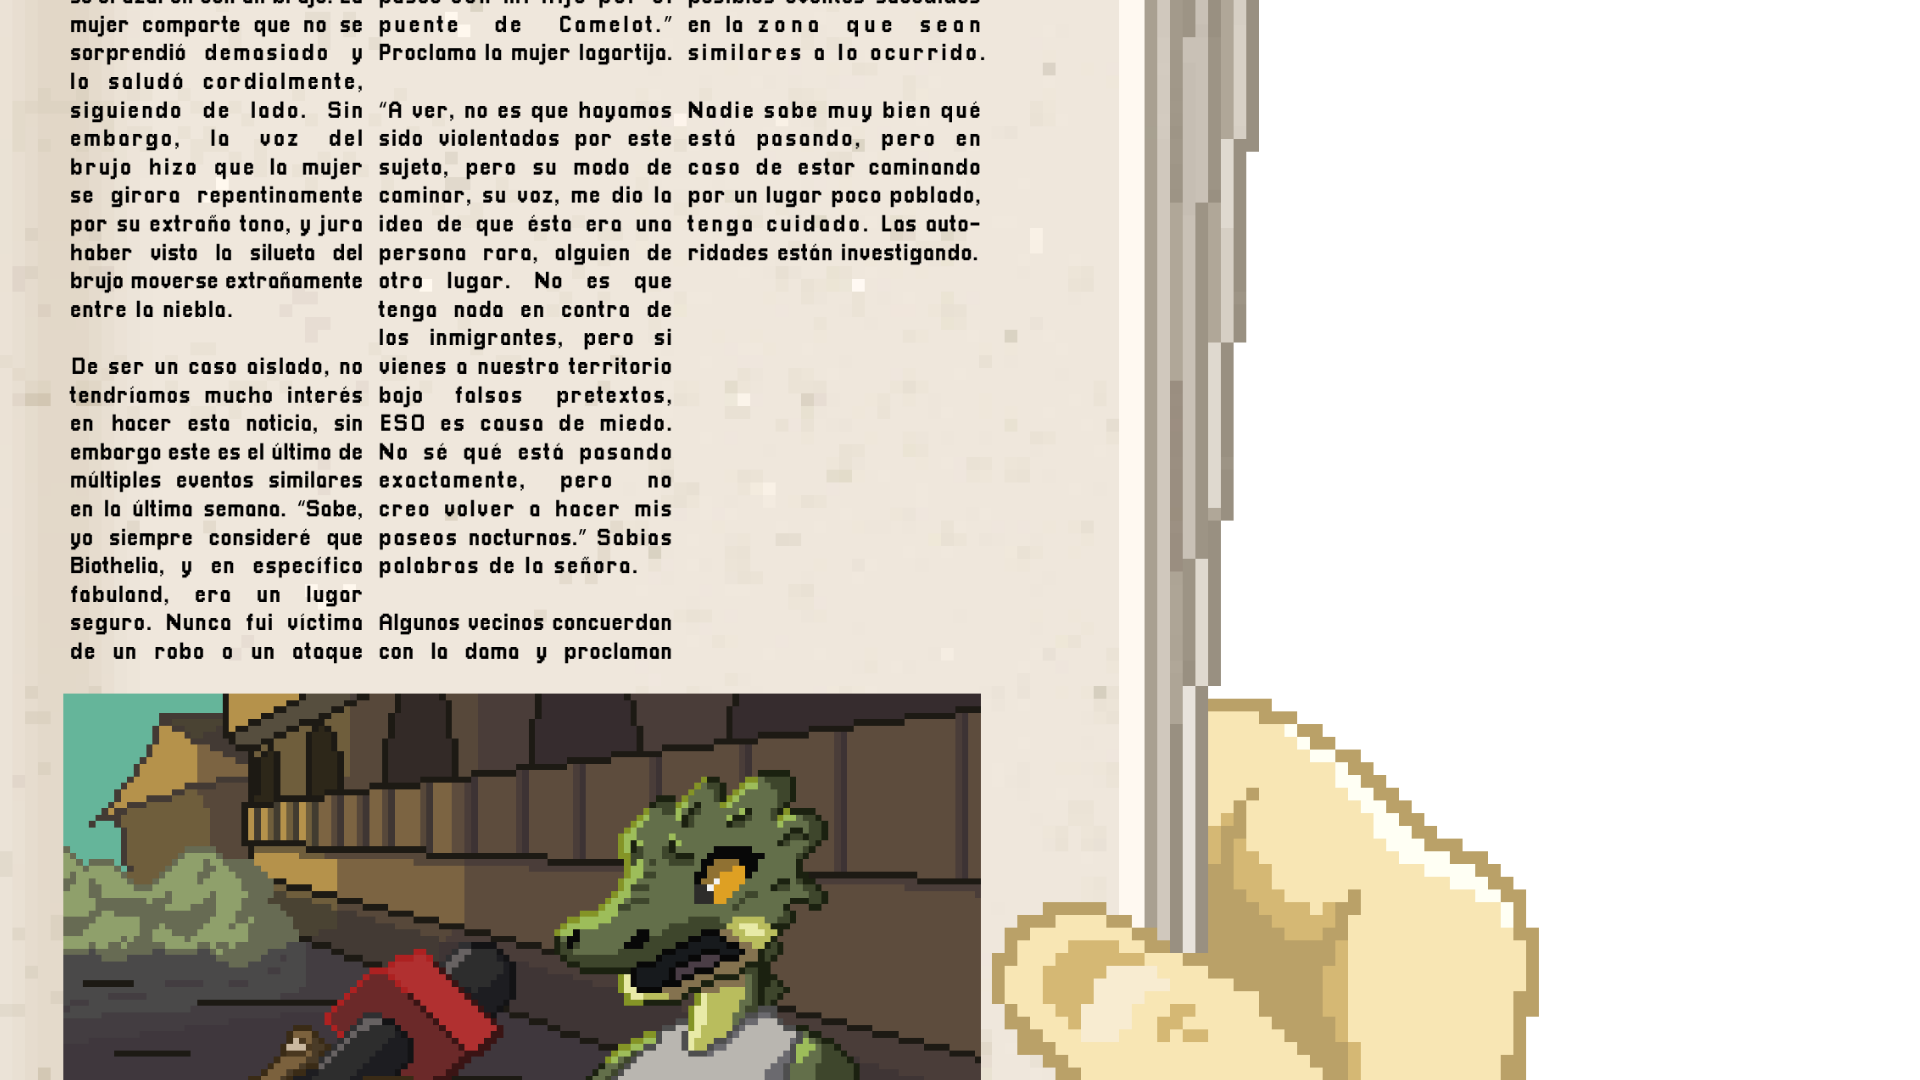 mujer comparte que no se
sorprendió demasiado y
lo saludó cordialmente,
siguiendo de lado. Sin
embargo, la voz del
brujo hizo que la mujer
se girara repentinamente
por su extraño tono, y jura
haber visto la silueta del
brujo moverse extrañamente
entre la niebla.
De ser un caso aislado, no
tendríamos mucho interés
en hacer esta noticia, sin
embargo este es el último de
múltiples eventos similares
en la última semana. “Sabe,
yo siempre consideré que
Biothelia, y en específico
fabuland, era un lugar
seguro. Nunca fui víctima
de un robo o un ataque
puente de Camelot.”
Proclama la mujer lagartija.
“A ver, no es que hayamos
sido violentados por este
sujeto, pero su modo de
caminar, su voz, me dio la
idea de que ésta era una
persona rara, alguien de
otro lugar. No es que
tenga nada en contra de
los inmigrantes, pero si
vienes a nuestro territorio
bajo falsos pretextos,
ESO es causa de miedo.
No sé qué está pasando
exactamente, pero no
creo volver a hacer mis
paseos nocturnos.” Sabias
palabras de la señora.
Algunos vecinos concuerdan
con la dama y proclaman
posibles eventos sucedidos
en la zona que sean
similares a lo ocurrido.
Nadie sabe muy bien qué
está pasando, pero en
caso de estar caminando
por un lugar poco poblado,
tenga cuidado. Las auto-
ridades están investigando.